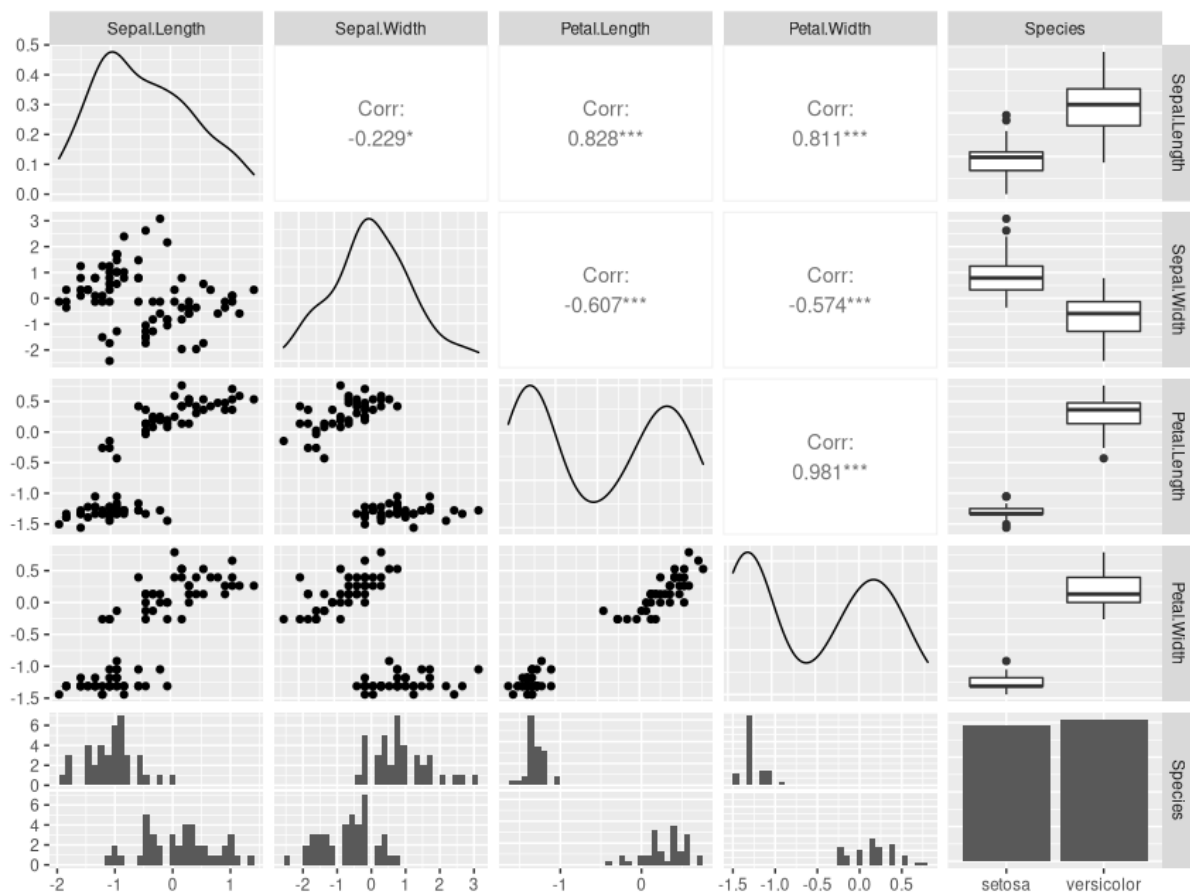 Sepal.Length Sepal.Width Petal.Length Petal.Width Species
0.5
0.4
0.3
0.2
0.1
0.0
Corr:
-0.229*
Corr:
0.828***
Corr:
0.811***
Sepal.Length
3
2
1
0
-1
-2
Corr:
-0.607***
Corr:
-0.574***
Sepal.Width
0.5
0.0
-0.5
-1.0
-1.5
Corr:
0.981***
Petal.Length
0.5
0.0
-0.5
-1.0
-1.5
Petal.Width
6
4
2
0
6
4
2
0
Species
-2 -1 0 1
-2 -1 0 1 2 3
-1 0
-1.5 -1.0 -0.5 0.0 0.5
setosa versicolor